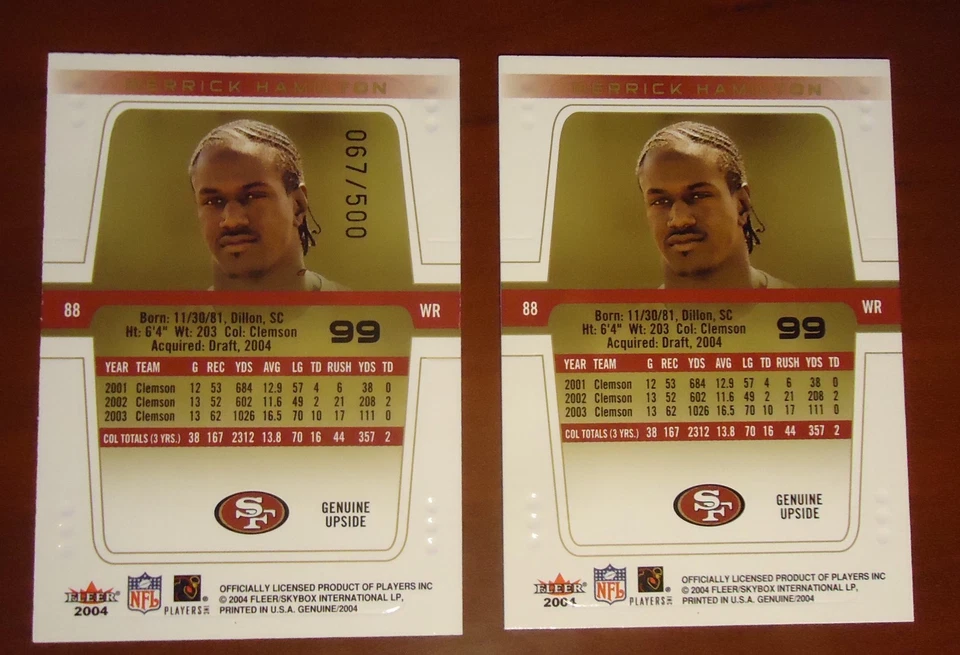 DERRICK HAMILTON
067/500
88
WR
Born: 11/30/81, Dillon, SC
Ht: 6'4" Wt: 203 Col: Clemson
Acquired: Draft, 2004
99
YEAR TEAM G REC YDS AVG LG TD RUSH YDS TD
2001 Clemson 12 53 684 12.9 57 4 6 38 0
2002 Clemson 13 52 602 11.6 49 2 21 208 2
2003 Clemson 13 62 1026 16.5 70 10 17 111 0
COL TOTALS (3 YRS.) 38 167 2312 13.8 70 16 44 357 2
SF
GENUINE
UPSIDE
FLEER
2004
NFL
PLAYERS INC
OFFICIALLY LICENSED PRODUCT OF PLAYERS INC
© 2004 FLEER/SKYBOX INTERNATIONAL LP,
PRINTED IN U.S.A. GENUINE/2004
DERRICK HAMILTON
88
WR
Born: 11/30/81, Dillon, SC
Ht: 6'4" Wt: 203 Col: Clemson
Acquired: Draft, 2004
99
YEAR TEAM G REC YDS AVG LG TD RUSH YDS TD
2001 Clemson 12 53 684 12.9 57 4 6 38 0
2002 Clemson 13 52 602 11.6 49 2 21 208 2
2003 Clemson 13 62 1026 16.5 70 10 17 111 0
COL TOTALS (3 YRS.) 38 167 2312 13.8 70 16 44 357 2
SF
GENUINE
UPSIDE
FLEER
2004
NFL
PLAYERS INC
OFFICIALLY LICENSED PRODUCT OF PLAYERS INC
© 2004 FLEER/SKYBOX INTERNATIONAL LP,
PRINTED IN U.S.A. GENUINE/2004